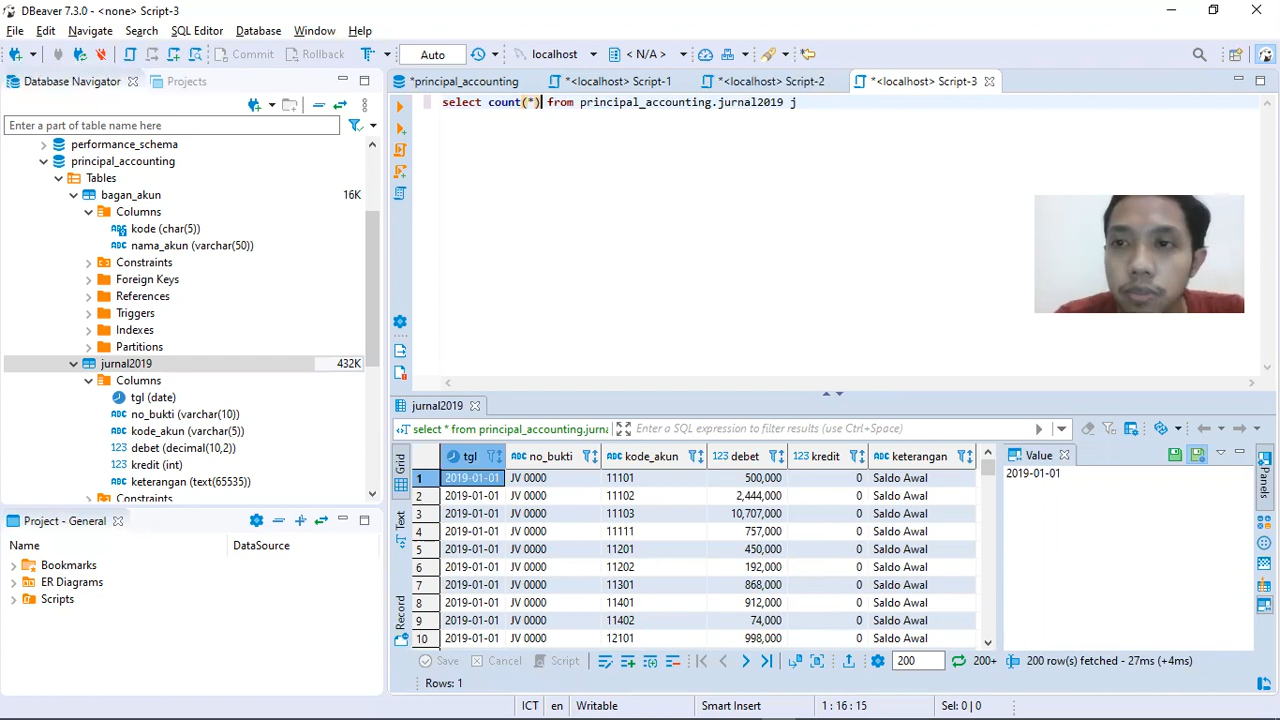 DBeaver 7.3.0 - <none> Script-3
File Edit Navigate Search SQL Editor Database Window Help
Commit Rollback Auto localhost < N/A >
Database Navigator Projects
Enter a part of table name here
performance_schema
principal_accounting
Tables
bagan_akun 16K
Columns
kode (char(5))
nama_akun (varchar(50))
Constraints
Foreign Keys
References
Triggers
Indexes
Partitions
jurnal2019 432K
Columns
tgl (date)
no_bukti (varchar(10))
kode_akun (varchar(5))
debet (decimal(10,2))
kredit (int)
keterangan (text(65535))
Constraints
Project - General
Name DataSource
Bookmarks
ER Diagrams
Scripts
*principal_accounting *<localhost> Script-1 *<localhost> Script-2 *<localhost> Script-3
select count(*) from principal_accounting.jurnal2019 j
jurnal2019
select * from principal_accounting.jurna Enter a SQL expression to filter results (use Ctrl+Space)
Grid
Text
Record
tgl no_bukti kode_akun debet kredit keterangan
1 2019-01-01 JV 0000 11101 500,000 0 Saldo Awal
2 2019-01-01 JV 0000 11102 2,444,000 0 Saldo Awal
3 2019-01-01 JV 0000 11103 10,707,000 0 Saldo Awal
4 2019-01-01 JV 0000 11111 757,000 0 Saldo Awal
5 2019-01-01 JV 0000 11201 450,000 0 Saldo Awal
6 2019-01-01 JV 0000 11202 192,000 0 Saldo Awal
7 2019-01-01 JV 0000 11301 868,000 0 Saldo Awal
8 2019-01-01 JV 0000 11401 912,000 0 Saldo Awal
9 2019-01-01 JV 0000 11402 74,000 0 Saldo Awal
10 2019-01-01 JV 0000 12101 998,000 0 Saldo Awal
Value
2019-01-01
Panels
Save Cancel Script 200 200+ 200 row(s) fetched - 27ms (+4ms)
Rows: 1
ICT en Writable Smart Insert 1 : 16 : 15 Sel: 0 | 0